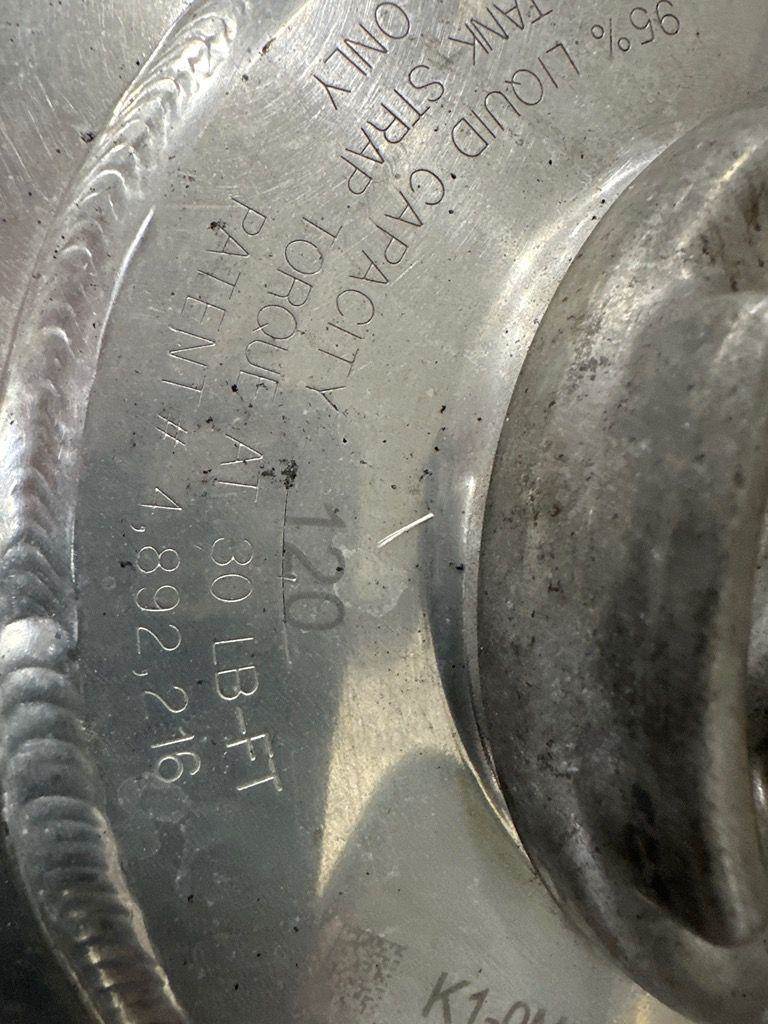 95% LIQUID CAPACITY 120
TANK STRAP TORQUE AT 30 LB-FT
ONLY PATENT # 4,892,216